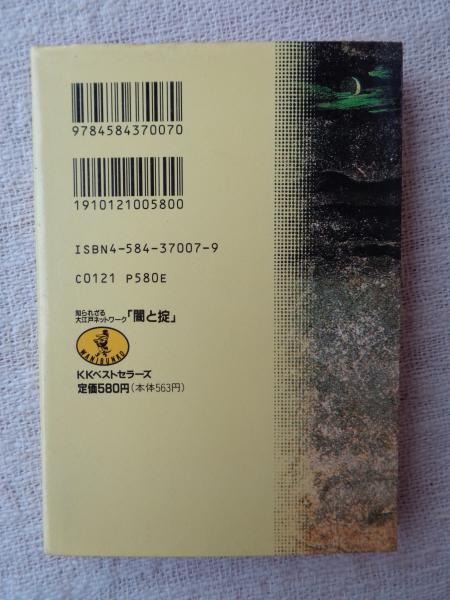 9784584370070
1910121005800
ISBN4-584-37007-9
C0121 P580E
知られざる
大江戸ネットワーク「闇と掟」
WANIBUNKO
KKベストセラーズ
定価580円(本体563円)